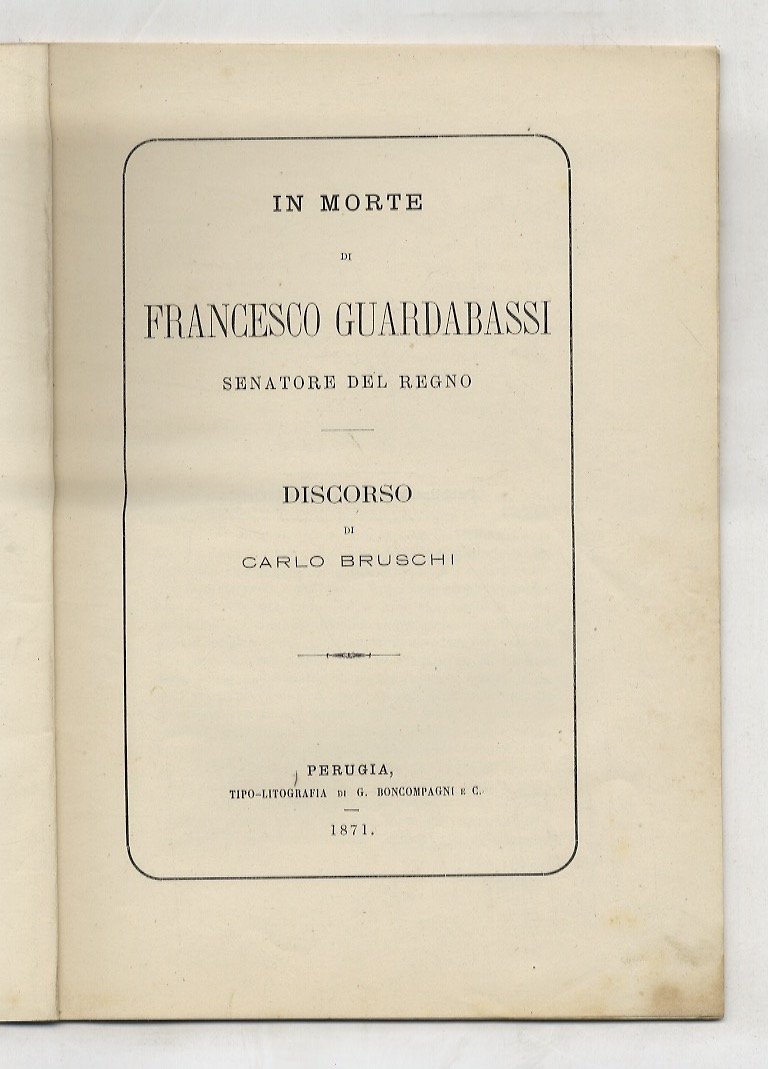 IN MORTE
DI
FRANCESCO GUARDABASSI
SENATORE DEL REGNO
DISCORSO
DI
CARLO BRUSCHI
PERUGIA,
TIPO-LITOGRAFIA DI G. BONCOMPAGNI E C.
1871.